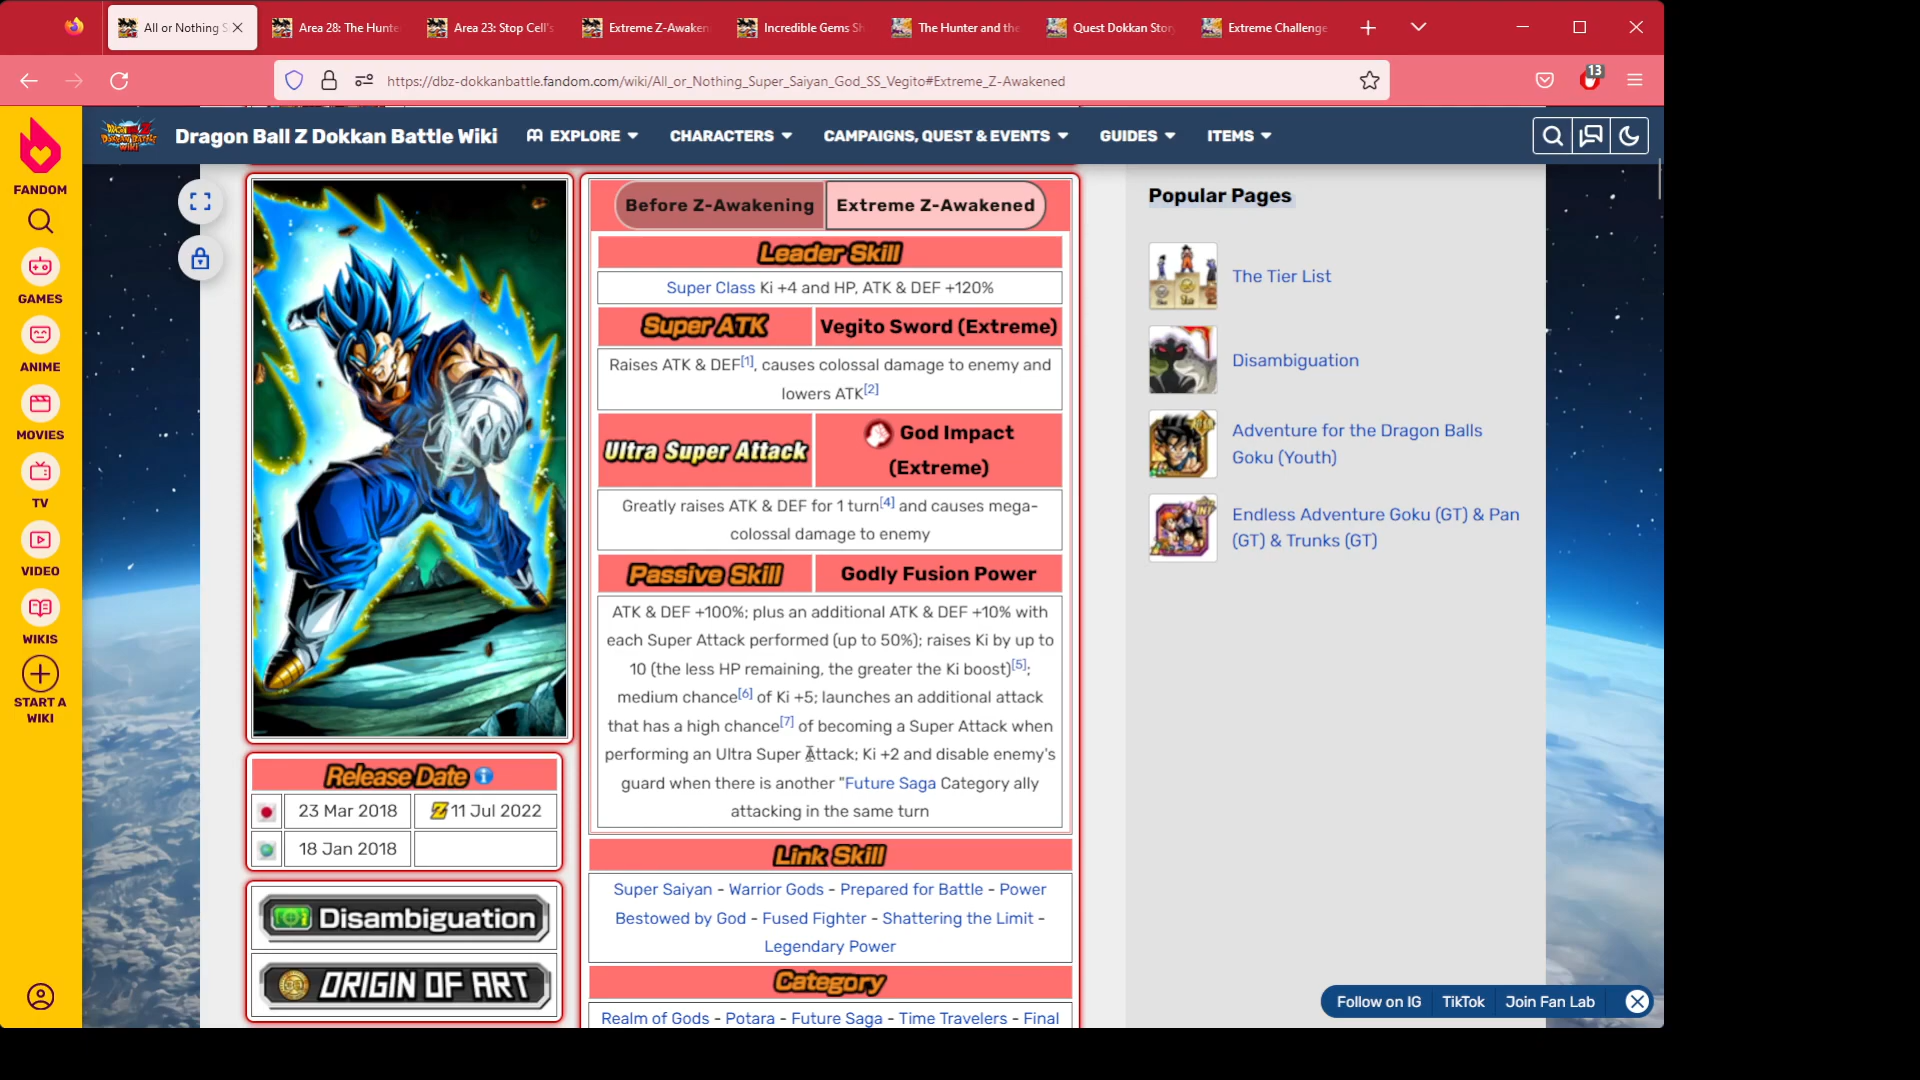 All or Nothing S
Area 28: The Hunte
Area 23: Stop Cell's
Extreme Z-Awaken
Incredible Gems Sh
The Hunter and the
Quest Dokkan Stor
Extreme Challenge
https://dbz-dokkanbattle.fandom.com/wiki/All_or_Nothing_Super_Saiyan_God_SS_Vegito#Extreme_Z-Awakened
13
Dragon Ball Z Dokkan Battle Wiki
EXPLORE
CHARACTERS
CAMPAIGNS, QUEST & EVENTS
GUIDES
ITEMS
FANDOM
GAMES
ANIME
MOVIES
TV
VIDEO
WIKIS
START A
WIKI
Before Z-Awakening
Extreme Z-Awakened
Leader Skill
Super Class Ki +4 and HP, ATK & DEF +120%
Super ATK
Vegito Sword (Extreme)
Raises ATK & DEF[1], causes colossal damage to enemy and
lowers ATK[2]
Ultra Super Attack
God Impact
(Extreme)
Greatly raises ATK & DEF for 1 turn[4] and causes mega-
colossal damage to enemy
Passive Skill
Godly Fusion Power
ATK & DEF +100%; plus an additional ATK & DEF +10% with
each Super Attack performed (up to 50%); raises Ki by up to
10 (the less HP remaining, the greater the Ki boost)[5];
medium chance[6] of Ki +5; launches an additional attack
that has a high chance[7] of becoming a Super Attack when
performing an Ultra Super Attack; Ki +2 and disable enemy's
guard when there is another "Future Saga Category ally
attacking in the same turn
Link Skill
Super Saiyan - Warrior Gods - Prepared for Battle - Power
Bestowed by God - Fused Fighter - Shattering the Limit -
Legendary Power
Category
Realm of Gods - Potara - Future Saga - Time Travelers - Final
Release Date
23 Mar 2018
Z 11 Jul 2022
18 Jan 2018
Disambiguation
ORIGIN OF ART
Popular Pages
The Tier List
Disambiguation
Adventure for the Dragon Balls
Goku (Youth)
Endless Adventure Goku (GT) & Pan
(GT) & Trunks (GT)
Follow on IG
TikTok
Join Fan Lab